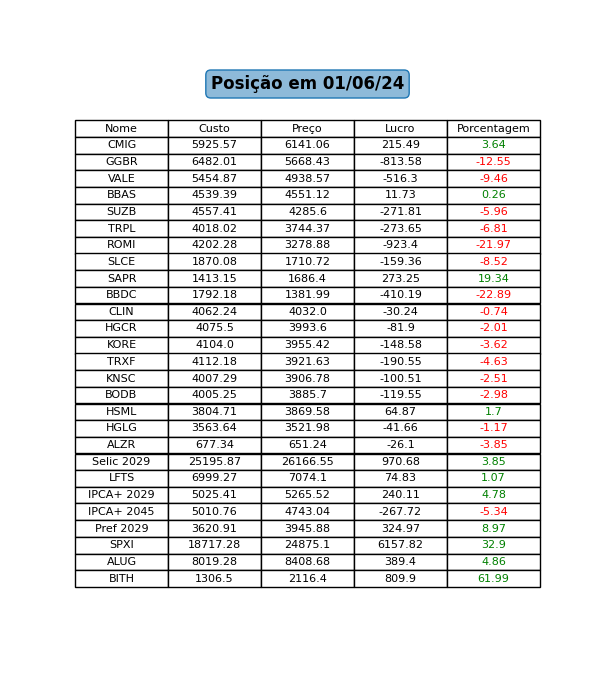 Posição em 01/06/24
Nome Custo Preço Lucro Porcentagem
CMIG 5925.57 6141.06 215.49 3.64
GGBR 6482.01 5668.43 -813.58 -12.55
VALE 5454.87 4938.57 -516.3 -9.46
BBAS 4539.39 4551.12 11.73 0.26
SUZB 4557.41 4285.6 -271.81 -5.96
TRPL 4018.02 3744.37 -273.65 -6.81
ROMI 4202.28 3278.88 -923.4 -21.97
SLCE 1870.08 1710.72 -159.36 -8.52
SAPR 1413.15 1686.4 273.25 19.34
BBDC 1792.18 1381.99 -410.19 -22.89
CLIN 4062.24 4032.0 -30.24 -0.74
HGCR 4075.5 3993.6 -81.9 -2.01
KORE 4104.0 3955.42 -148.58 -3.62
TRXF 4112.18 3921.63 -190.55 -4.63
KNSC 4007.29 3906.78 -100.51 -2.51
BODB 4005.25 3885.7 -119.55 -2.98
HSML 3804.71 3869.58 64.87 1.7
HGLG 3563.64 3521.98 -41.66 -1.17
ALZR 677.34 651.24 -26.1 -3.85
Selic 2029 25195.87 26166.55 970.68 3.85
LFTS 6999.27 7074.1 74.83 1.07
IPCA+ 2029 5025.41 5265.52 240.11 4.78
IPCA+ 2045 5010.76 4743.04 -267.72 -5.34
Pref 2029 3620.91 3945.88 324.97 8.97
SPXI 18717.28 24875.1 6157.82 32.9
ALUG 8019.28 8408.68 389.4 4.86
BITH 1306.5 2116.4 809.9 61.99